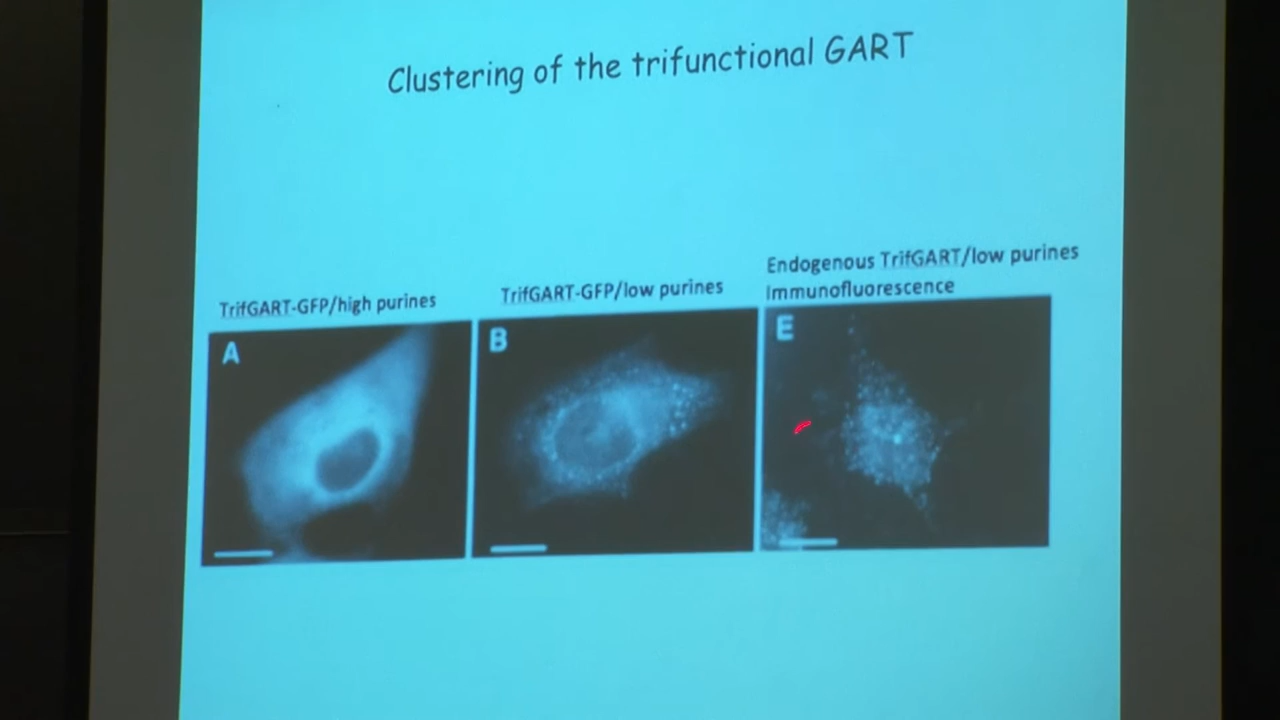 Clustering of the trifunctional GART
TrifGART-GFP/high purines
TrifGART-GFP/low purines
Endogenous TrifGART/low purines
Immunofluorescence
A
B
E